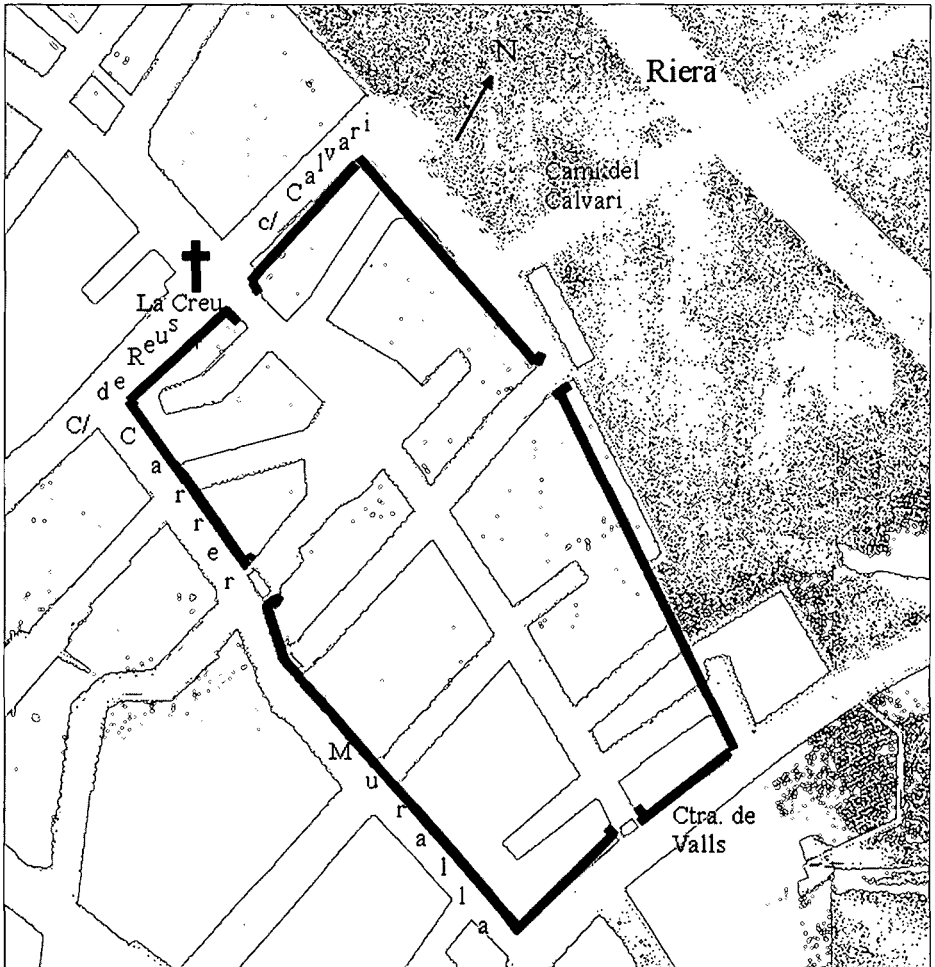 N
Riera
c/ Calvari
Camí del
Calvari
La Creu
C/ de Reus
Carrer Muralla
Ctra. de
Valls